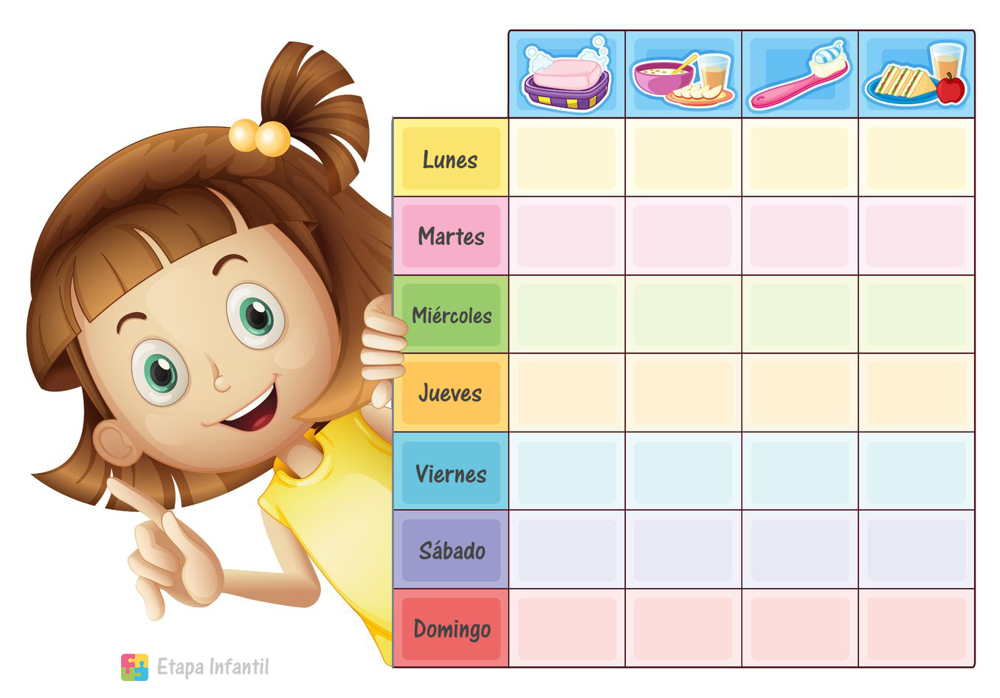 Lunes
Martes
Miércoles
Jueves
Viernes
Sábado
Domingo
Etapa Infantil